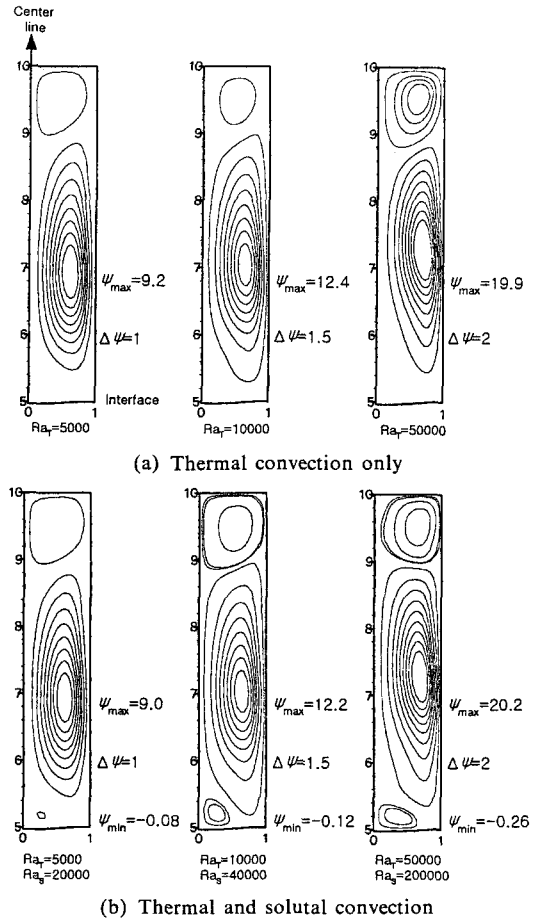 Center
line
10
9
8
7
6
5
ψmax=9.2
Δψ=1
Interface
0 1
RaT=5000
10
9
8
7
6
5
ψmax=12.4
Δψ=1.5
0 1
RaT=10000
10
9
8
7
6
5
ψmax=19.9
Δψ=2
0 1
RaT=50000
(a) Thermal convection only
10
9
8
7
6
5
ψmax=9.0
Δψ=1
ψmin=-0.08
0 1
RaT=5000
RaS=20000
10
9
8
7
6
5
ψmax=12.2
Δψ=1.5
ψmin=-0.12
0 1
RaT=10000
RaS=40000
10
9
8
7
6
5
ψmax=20.2
Δψ=2
ψmin=-0.26
0 1
RaT=50000
RaS=200000
(b) Thermal and solutal convection